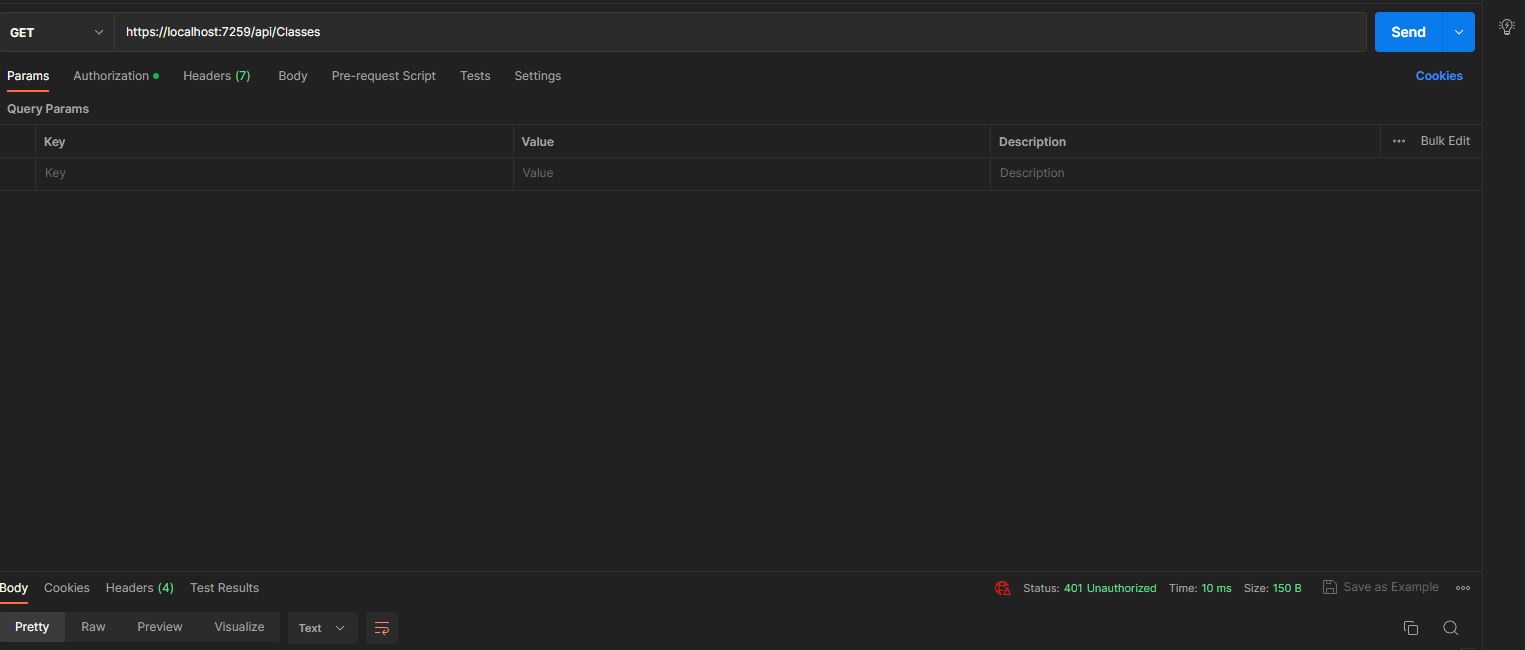 GET https://localhost:7259/api/Classes Send
Params Authorization Headers (7) Body Pre-request Script Tests Settings Cookies
Query Params
Key Value Description Bulk Edit
Key Value Description
Body Cookies Headers (4) Test Results Status: 401 Unauthorized Time: 10 ms Size: 150 B Save as Example
Pretty Raw Preview Visualize Text